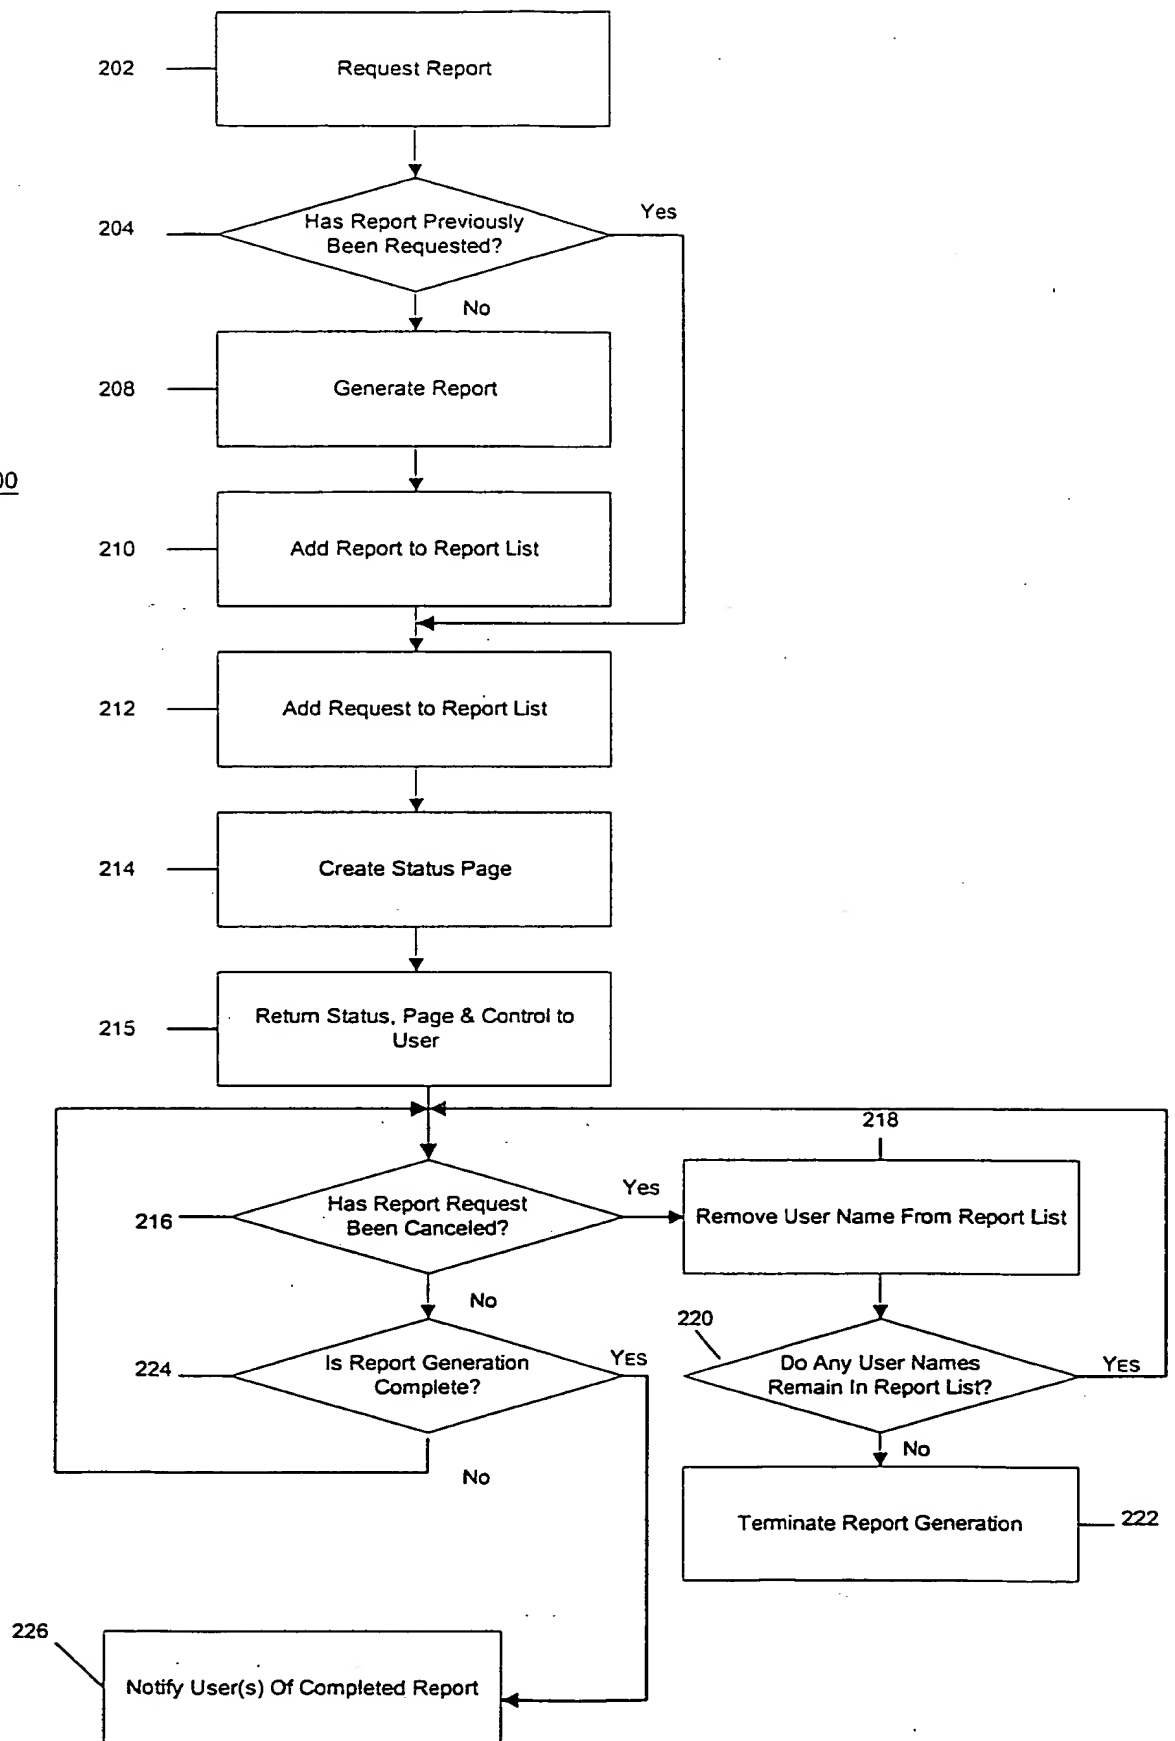 202
Request Report
204
Has Report Previously
Been Requested?
Yes
No
208
Generate Report
00
210
Add Report to Report List
212
Add Request to Report List
214
Create Status Page
215
Return Status, Page & Control to
User
218
216
Has Report Request
Been Canceled?
Yes
Remove User Name From Report List
No
220
224
Is Report Generation
Complete?
YES
Do Any User Names
Remain In Report List?
YES
No
No
Terminate Report Generation
222
226
Notify User(s) Of Completed Report